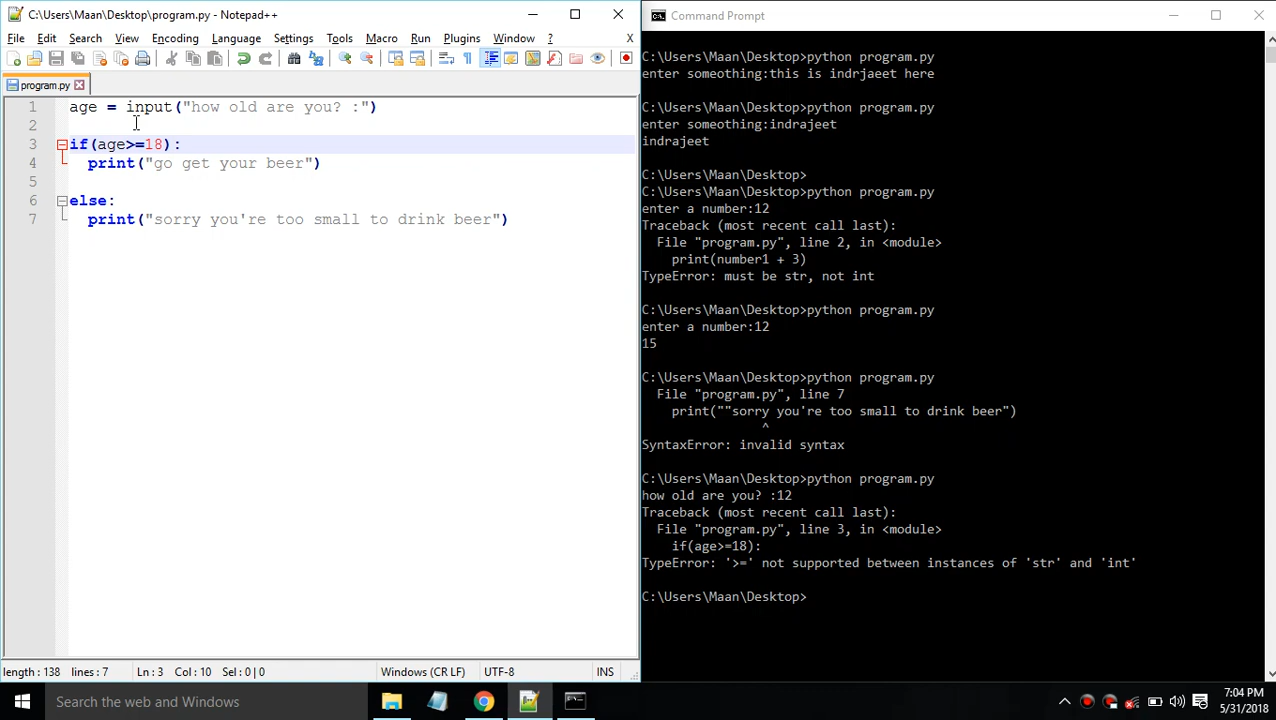 C:\Users\Maan\Desktop\program.py - Notepad++
File Edit Search View Encoding Language Settings Tools Macro Run Plugins Window ? X
program.py
1 age = input("how old are you? :")
2
3 if(age>=18):
4 print("go get your beer")
5
6 else:
7 print("sorry you're too small to drink beer")
length : 138 lines : 7 Ln : 3 Col : 10 Sel : 0 | 0 Windows (CR LF) UTF-8 INS
Command Prompt
C:\Users\Maan\Desktop>python program.py
enter someothing:this is indrjaeet here
C:\Users\Maan\Desktop>python program.py
enter someothing:indrajeet
indrajeet
C:\Users\Maan\Desktop>
C:\Users\Maan\Desktop>python program.py
enter a number:12
Traceback (most recent call last):
File "program.py", line 2, in <module>
print(number1 + 3)
TypeError: must be str, not int
C:\Users\Maan\Desktop>python program.py
enter a number:12
15
C:\Users\Maan\Desktop>python program.py
File "program.py", line 7
print(""sorry you're too small to drink beer")
^
SyntaxError: invalid syntax
C:\Users\Maan\Desktop>python program.py
how old are you? :12
Traceback (most recent call last):
File "program.py", line 3, in <module>
if(age>=18):
TypeError: '>=' not supported between instances of 'str' and 'int'
C:\Users\Maan\Desktop>
Search the web and Windows
7:04 PM
5/31/2018